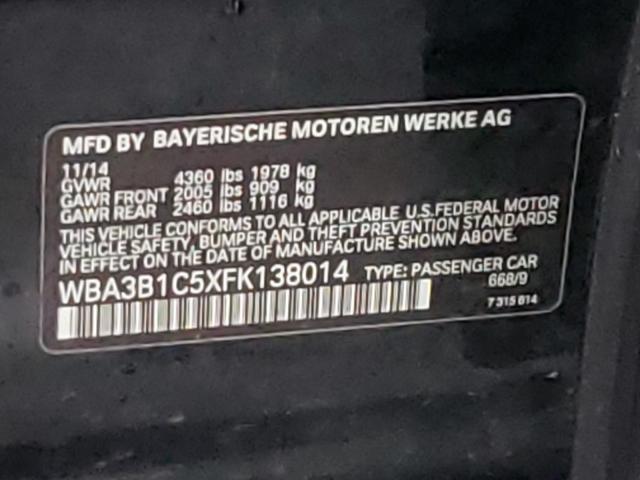 MFD BY BAYERISCHE MOTOREN WERKE AG
11/14
GVWR 4360 lbs 1978 kg
GAWR FRONT 2005 lbs 909 kg
GAWR REAR 2460 lbs 1116 kg
THIS VEHICLE CONFORMS TO ALL APPLICABLE U.S.FEDERAL MOTOR
VEHICLE SAFETY, BUMPER AND THEFT PREVENTION STANDARDS
IN EFFECT ON THE DATE OF MANUFACTURE SHOWN ABOVE.
WBA3B1C5XFK138014 TYPE: PASSENGER CAR
668/9
7 315 614